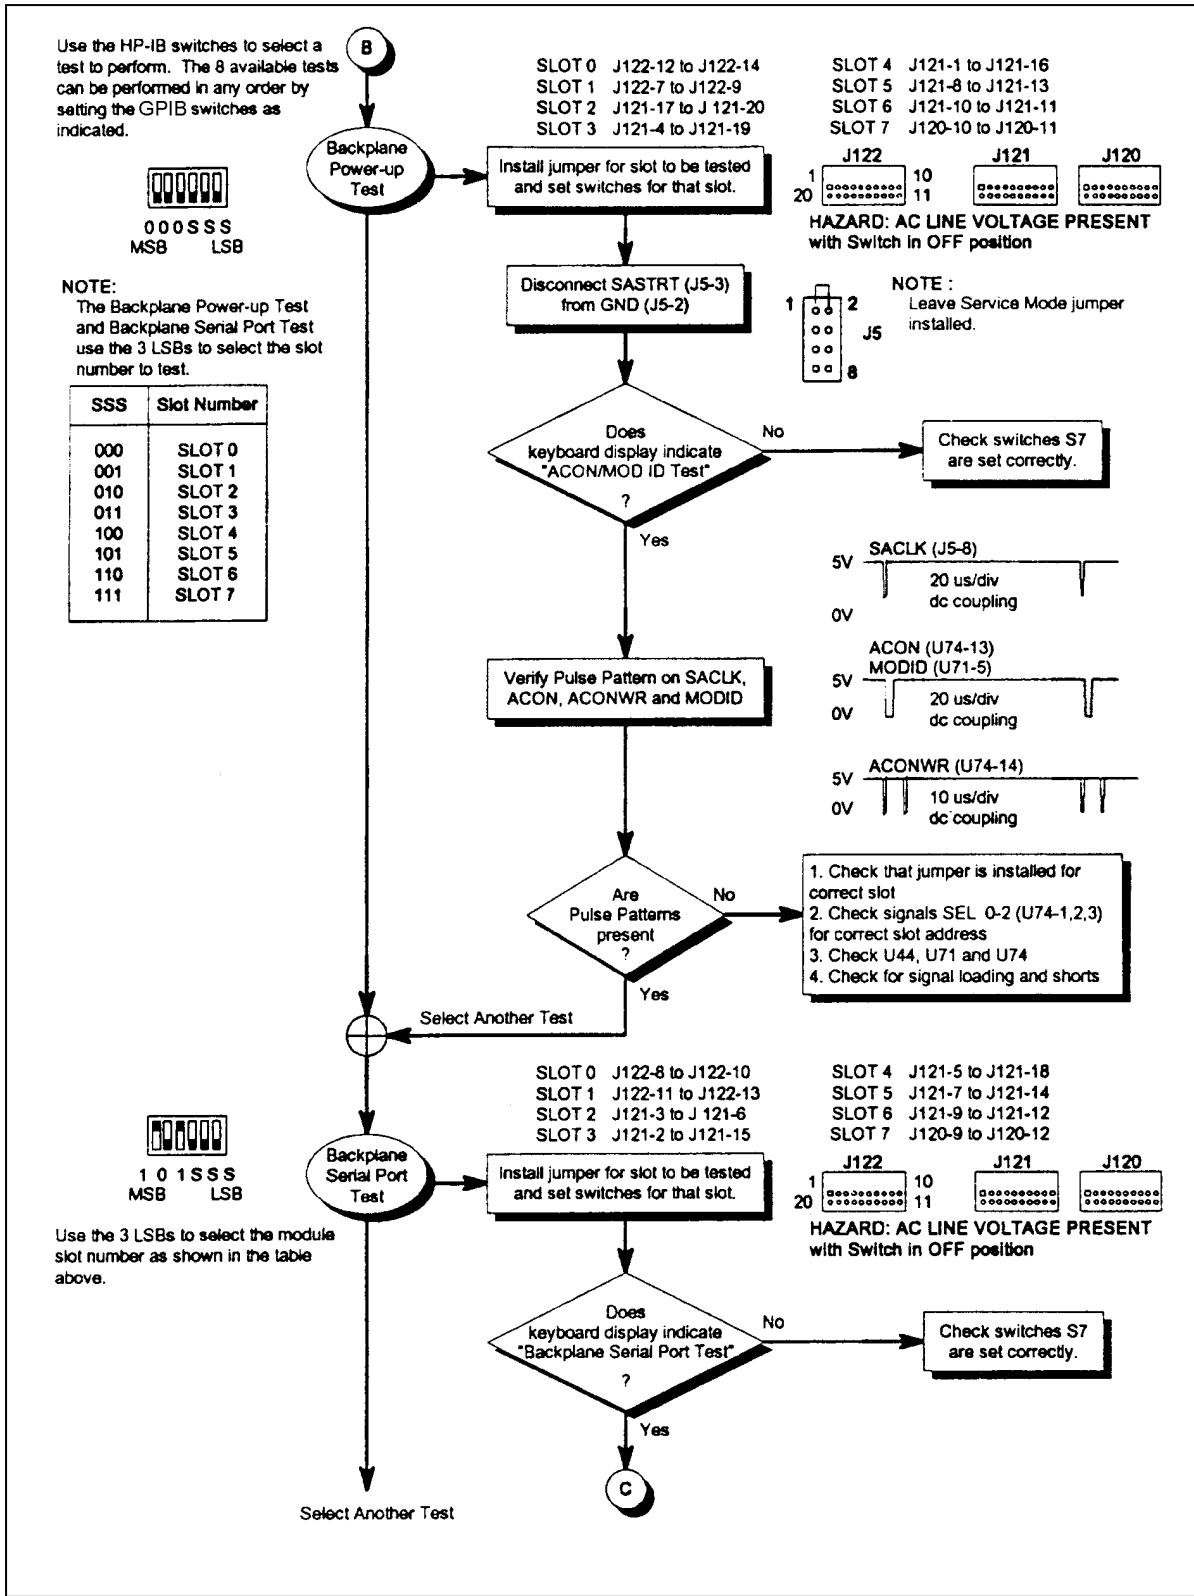 Use the HP-IB switches to select a
test to perform. The 8 available tests
can be performed in any order by
setting the GPIB switches as
indicated.
B
SLOT 0 J122-12 to J122-14
SLOT 1 J122-7 to J122-9
SLOT 2 J121-17 to J 121-20
SLOT 3 J121-4 to J121-19
SLOT 4 J121-1 to J121-16
SLOT 5 J121-8 to J121-13
SLOT 6 J121-10 to J121-11
SLOT 7 J120-10 to J120-11
Backplane
Power-up
Test
Install jumper for slot to be tested
and set switches for that slot.
J122
J121
J120
1
10
20
11
HAZARD: AC LINE VOLTAGE PRESENT
with Switch in OFF position
0 0 0 S S S
MSB LSB
NOTE:
The Backplane Power-up Test
and Backplane Serial Port Test
use the 3 LSBs to select the slot
number to test.
SSS Slot Number
000 SLOT 0
001 SLOT 1
010 SLOT 2
011 SLOT 3
100 SLOT 4
101 SLOT 5
110 SLOT 6
111 SLOT 7
Disconnect SASTRT (J5-3)
from GND (J5-2)
1
2
J5
8
NOTE :
Leave Service Mode jumper
installed.
Does
keyboard display indicate
"ACON/MOD ID Test"
?
No
Check switches S7
are set correctly.
Yes
SACLK (J5-8)
5V
20 us/div
dc coupling
0V
Verify Pulse Pattern on SACLK,
ACON, ACONWR and MODID
ACON (U74-13)
MODID (U71-5)
5V
20 us/div
0V
dc coupling
ACONWR (U74-14)
5V
10 us/div
0V
dc coupling
Are
Pulse Patterns
present
?
No
1. Check that jumper is installed for
correct slot
2. Check signals SEL 0-2 (U74-1,2,3)
for correct slot address
3. Check U44, U71 and U74
4. Check for signal loading and shorts
Yes
Select Another Test
SLOT 0 J122-8 to J122-10
SLOT 1 J122-11 to J122-13
SLOT 2 J121-3 to J 121-6
SLOT 3 J121-2 to J121-15
SLOT 4 J121-5 to J121-18
SLOT 5 J121-7 to J121-14
SLOT 6 J121-9 to J121-12
SLOT 7 J120-9 to J120-12
1 0 1 S S S
MSB LSB
Use the 3 LSBs to select the module
slot number as shown in the table
above.
Backplane
Serial Port
Test
Install jumper for slot to be tested
and set switches for that slot.
J122
J121
J120
1
10
20
11
HAZARD: AC LINE VOLTAGE PRESENT
with Switch in OFF position
Does
keyboard display indicate
"Backplane Serial Port Test"
?
No
Check switches S7
are set correctly.
Yes
C
Select Another Test